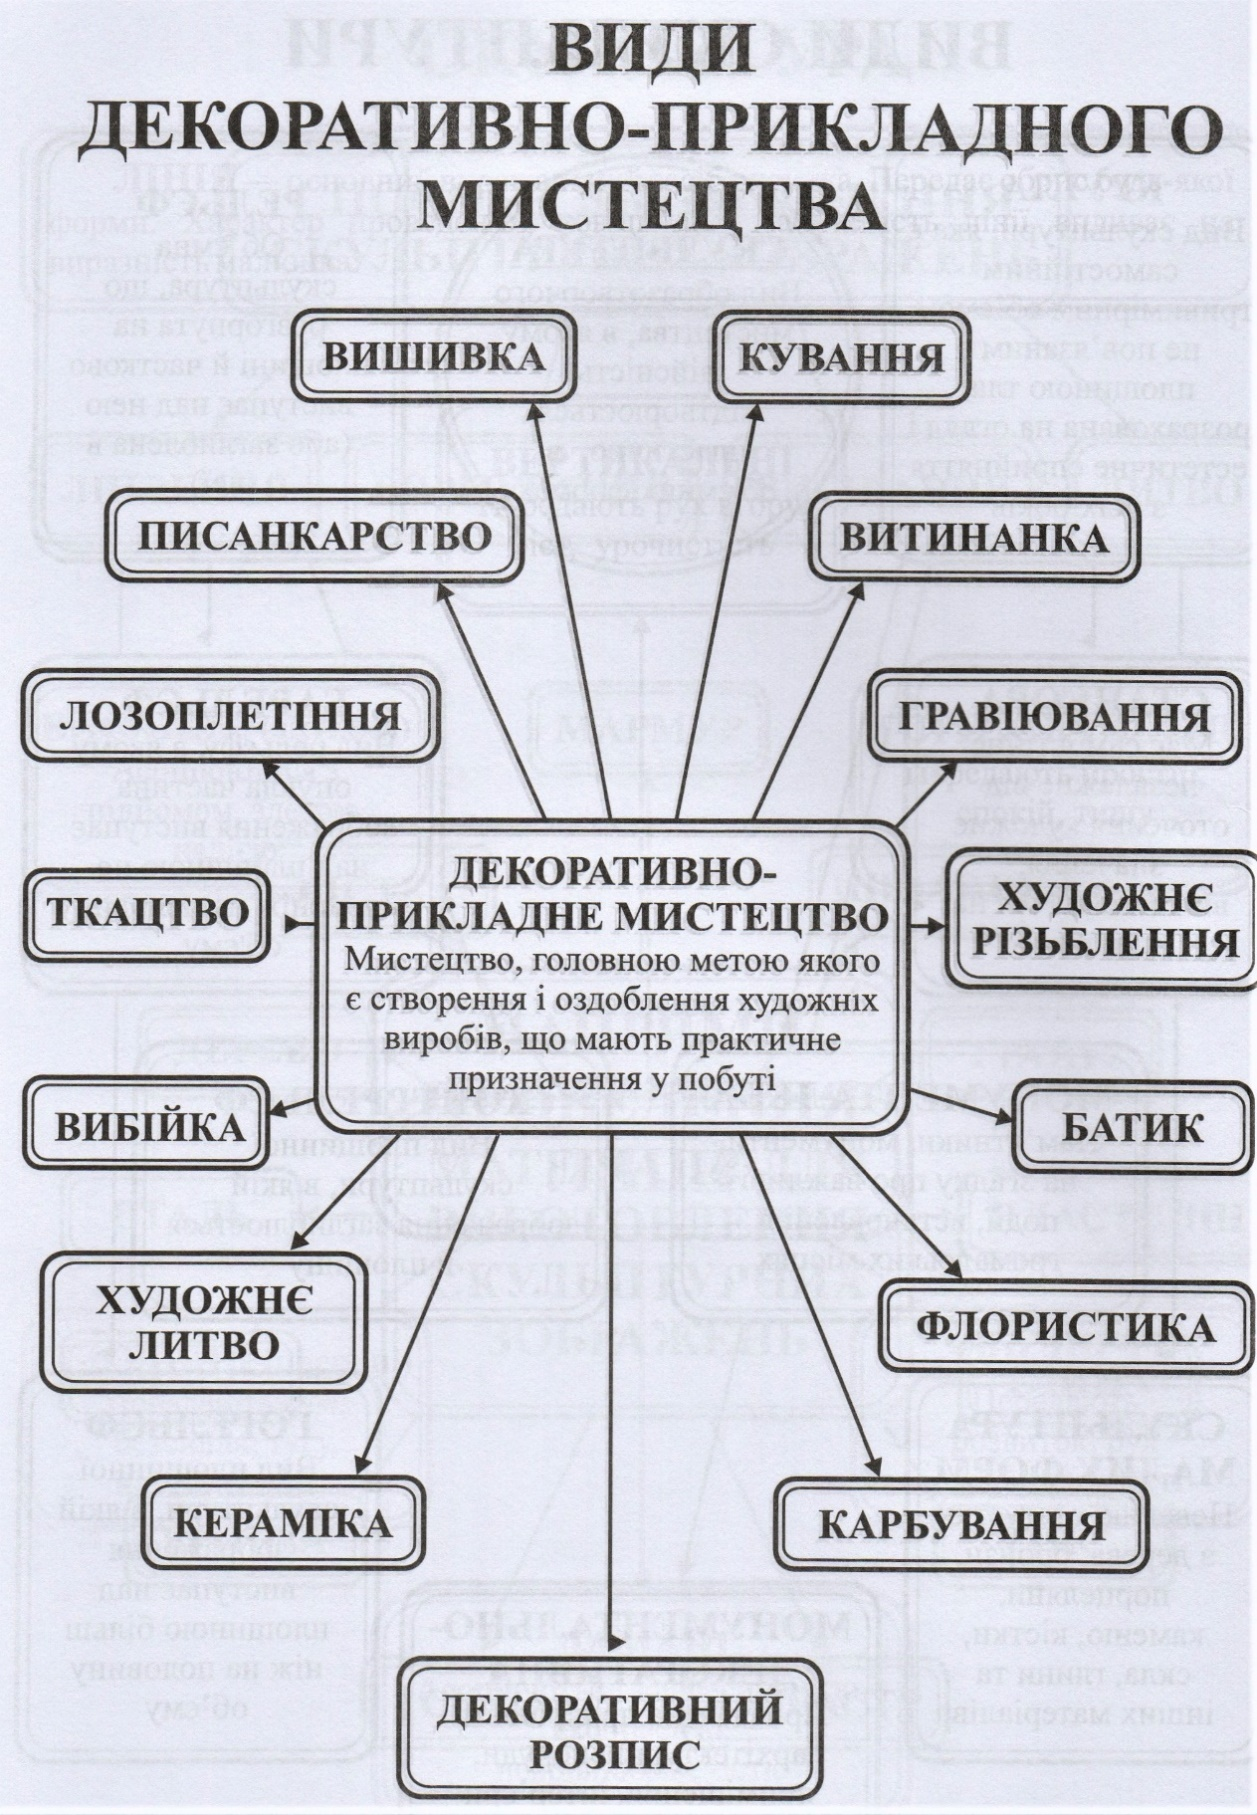 ВИДИ
ДЕКОРАТИВНО-ПРИКЛАДНОГО
МИСТЕЦТВА
ВИШИВКА
КУВАННЯ
ПИСАНКАРСТВО
ВИТИНАНКА
ЛОЗОПЛЕТІННЯ
ГРАВІЮВАННЯ
ДЕКОРАТИВНО-
ПРИКЛАДНЕ МИСТЕЦТВО
Мистецтво, головною метою якого
є створення і оздоблення художніх
виробів, що мають практичне
призначення у побуті
ТКАЦТВО
ХУДОЖНЄ
РІЗЬБЛЕННЯ
ВИБІЙКА
БАТИК
ХУДОЖНЄ
ЛИТВО
ФЛОРИСТИКА
КЕРАМІКА
КАРБУВАННЯ
ДЕКОРАТИВНИЙ
РОЗПИС